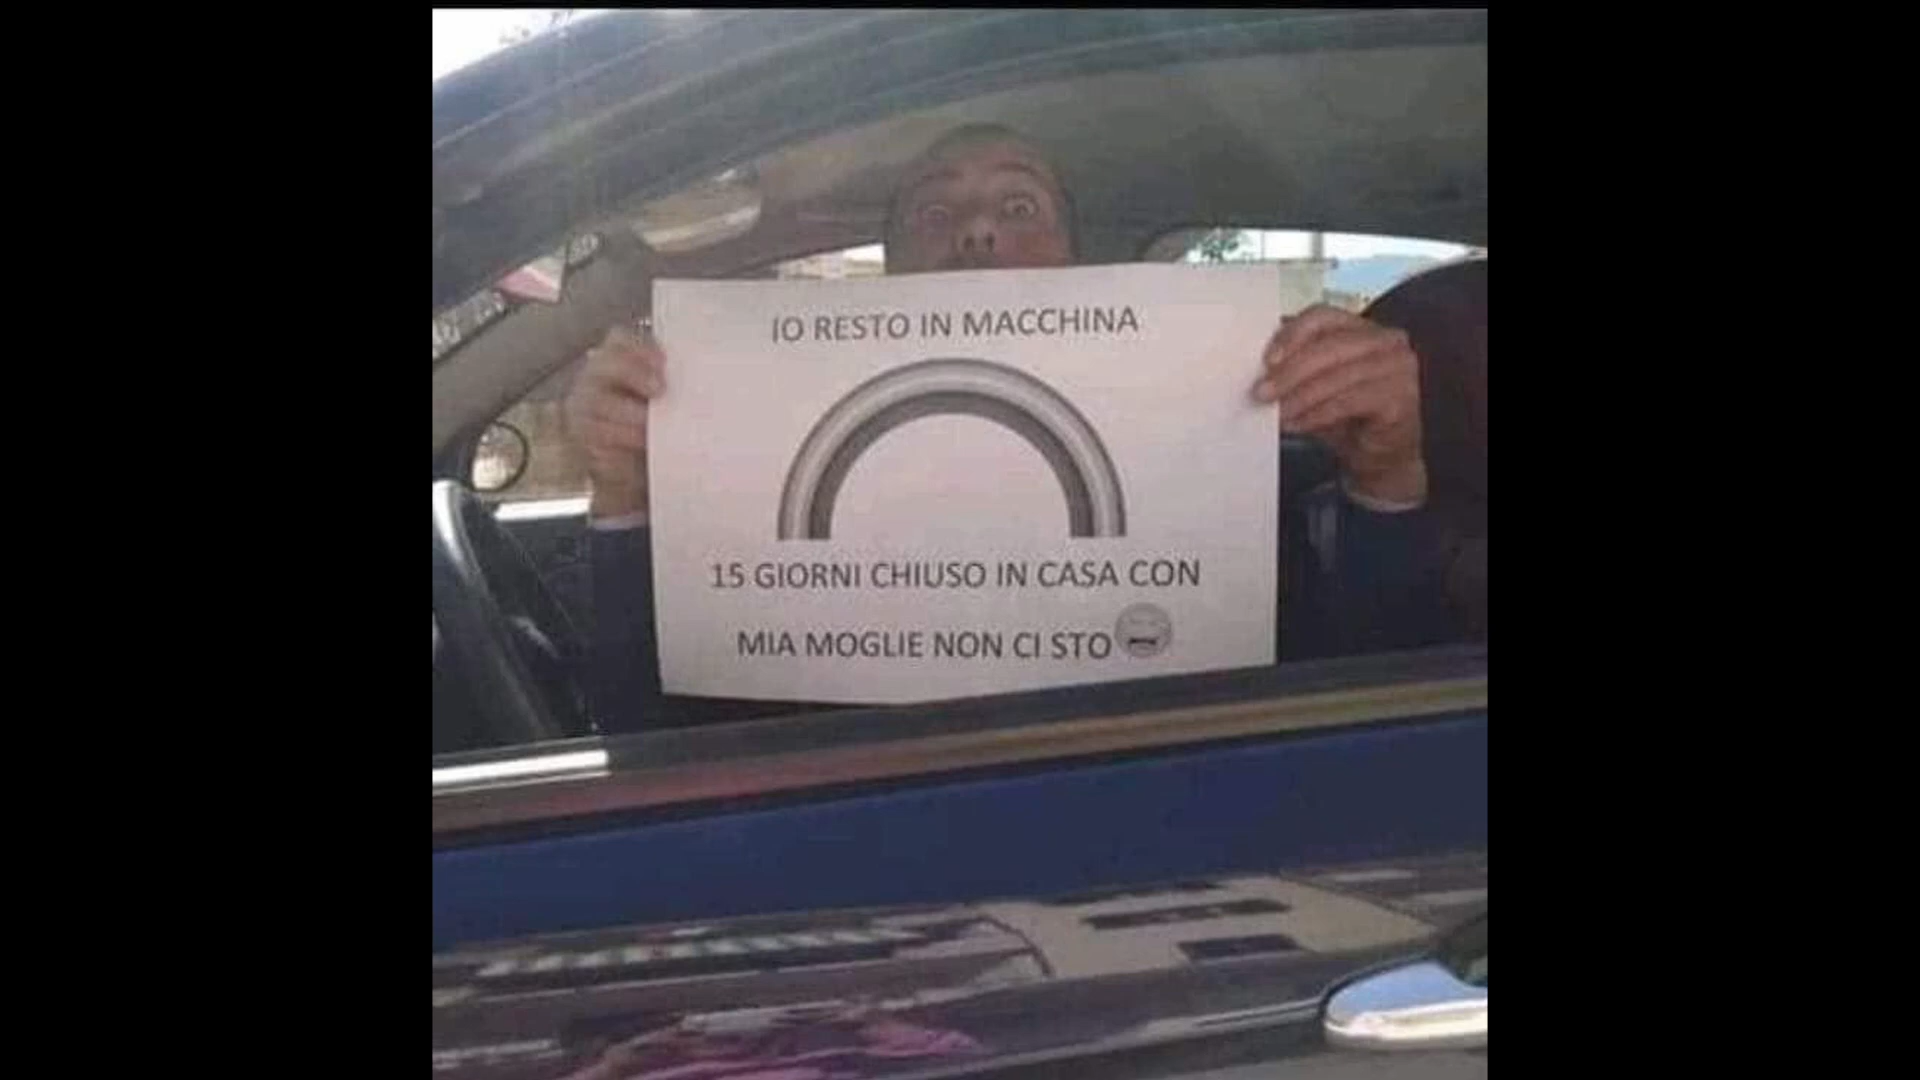 IO RESTO IN MACCHINA
15 GIORNI CHIUSO IN CASA CON
MIA MOGLIE NON CI STO